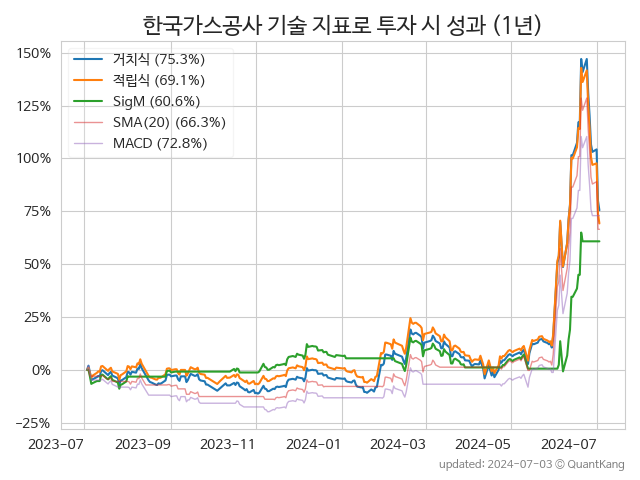 한국가스공사 기술 지표로 투자 시 성과 (1년)
150%
125%
100%
75%
50%
25%
0%
−25%
거치식 (75.3%)
적립식 (69.1%)
SigM (60.6%)
SMA(20) (66.3%)
MACD (72.8%)
2023-07
2023-09
2023-11
2024-01
2024-03
2024-05
2024-07
updated: 2024-07-03 © QuantKang